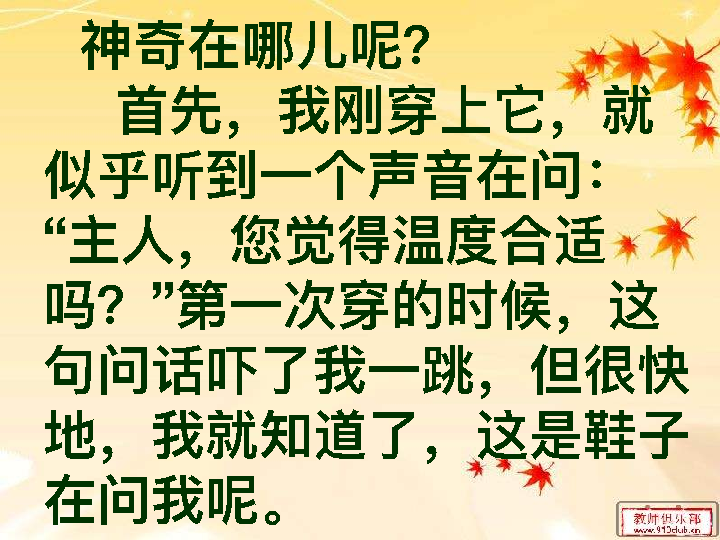 神奇在哪儿呢?
首先，我刚穿上它，就
似乎听到一个声音在问：
“主人，您觉得温度合适
吗？”第一次穿的时候，这
句问话吓了我一跳，但很快
地，我就知道了，这是鞋子
在问我呢。
教师俱乐部
www.910club.cn